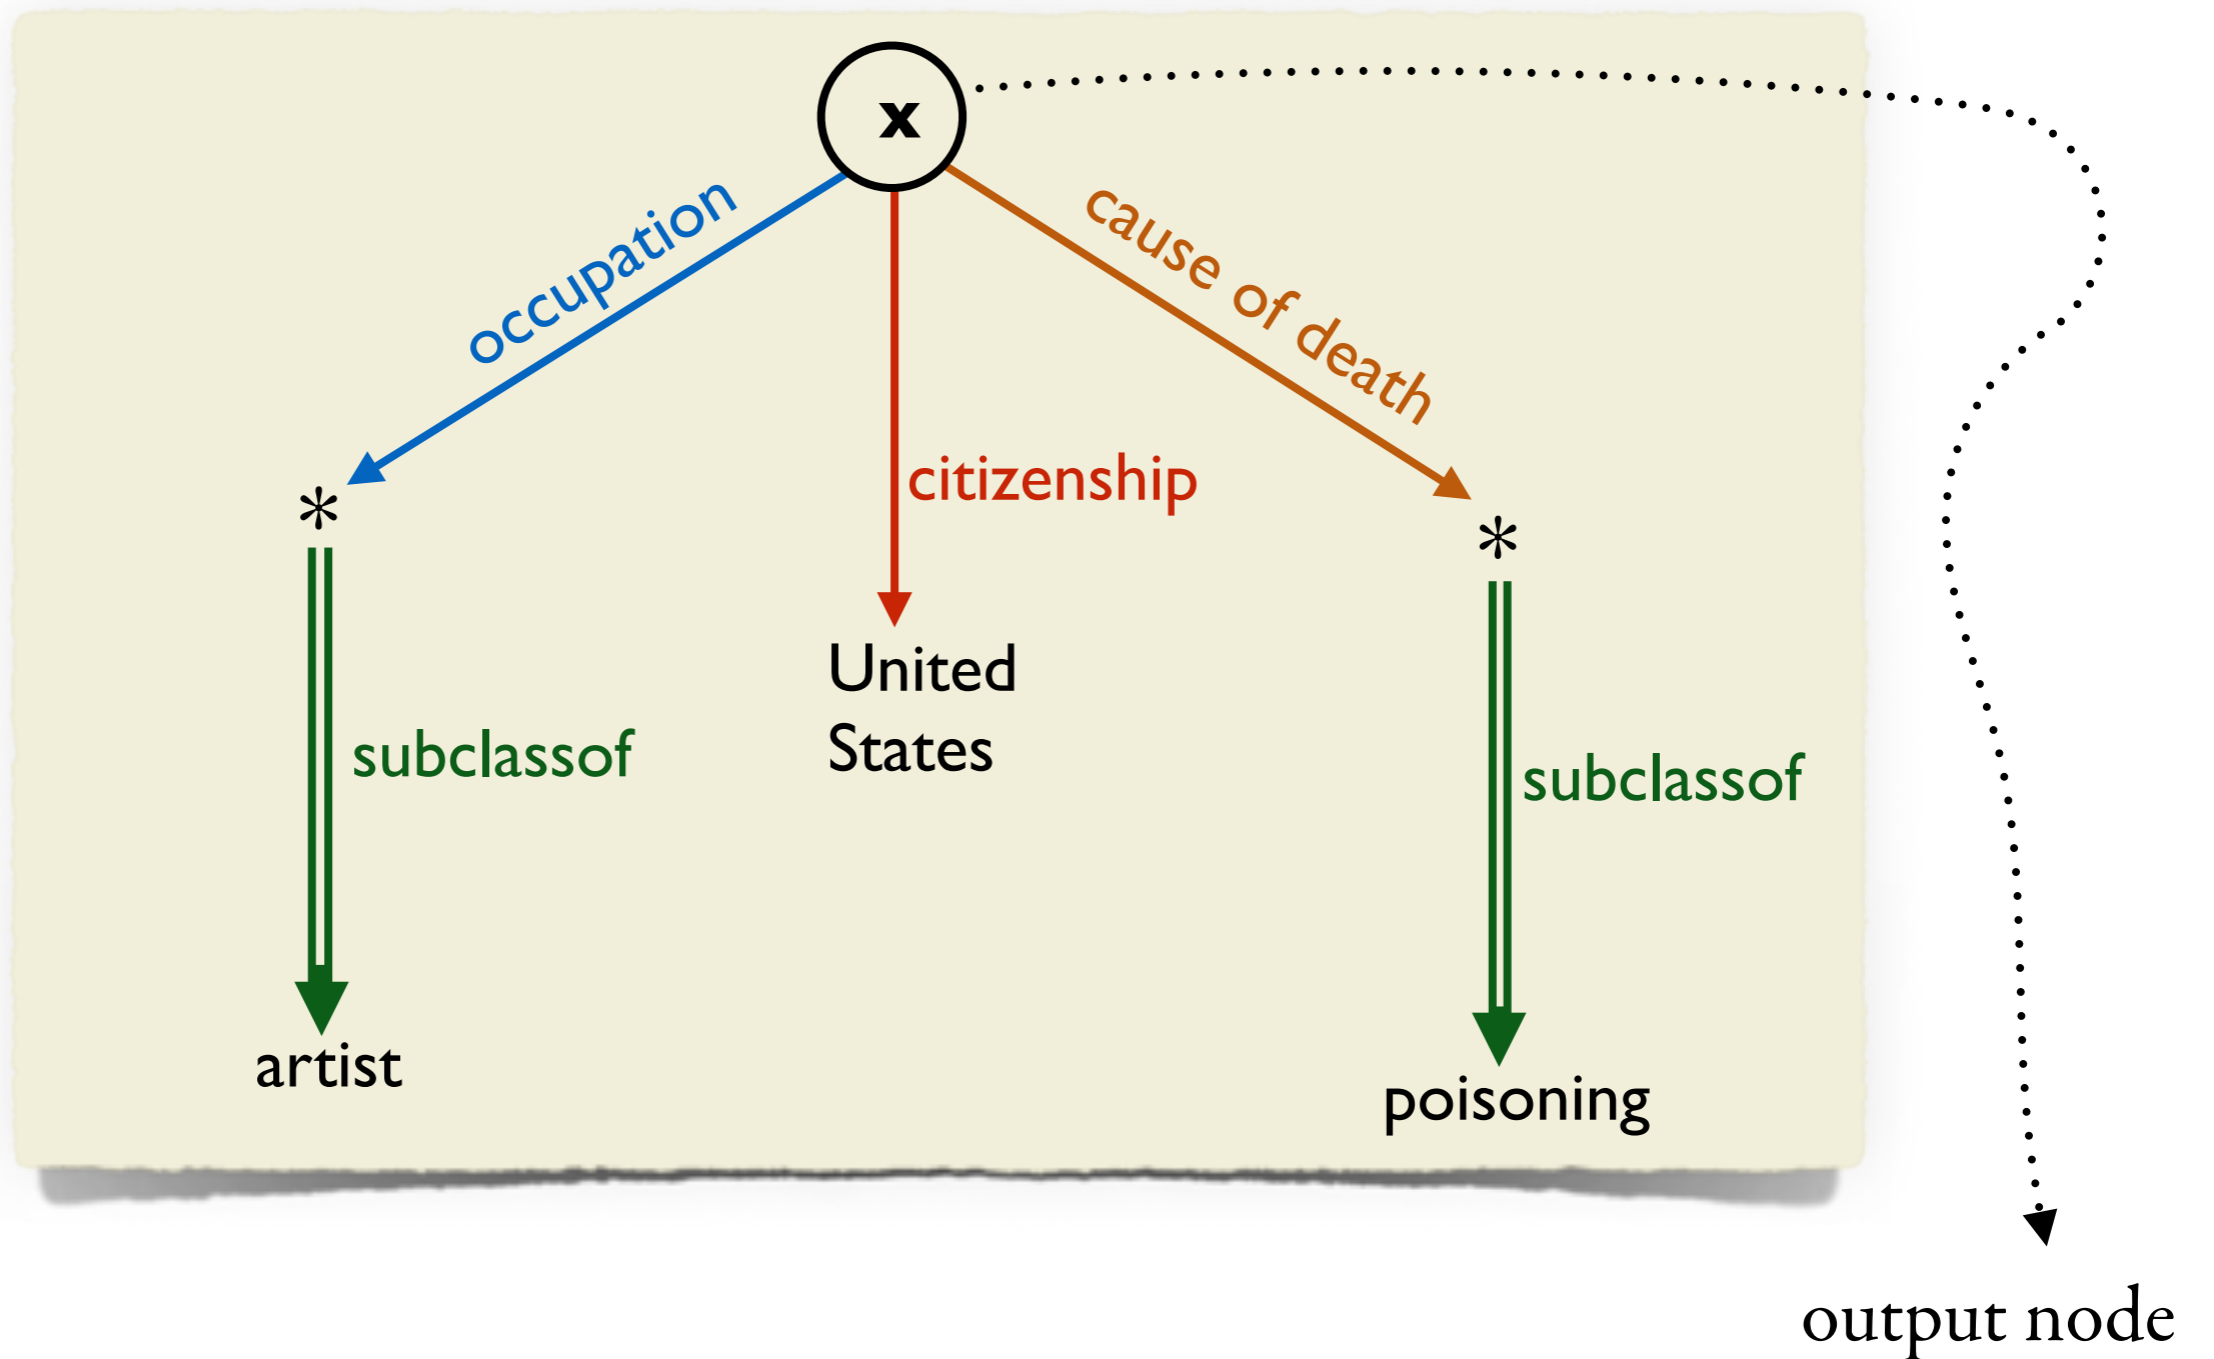 x
occupation
cause of death
citizenship
*
*
United
States
subclassof
subclassof
artist
poisoning
output node